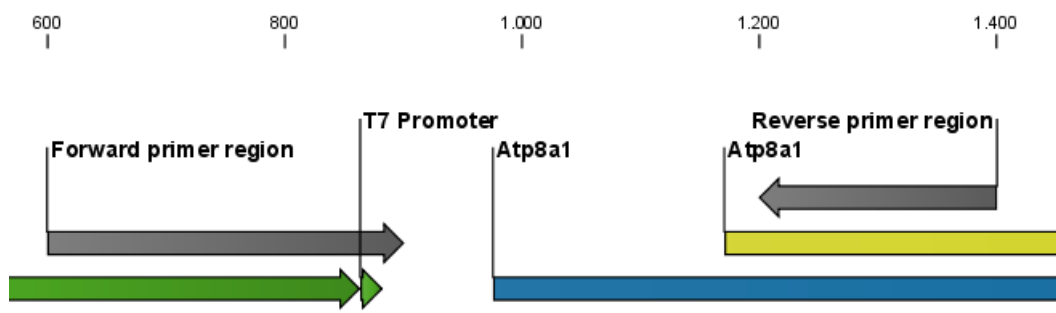 600 800 1.000 1.200 1.400
T7 Promoter Reverse primer region
Forward primer region Atp8a1 Atp8a1